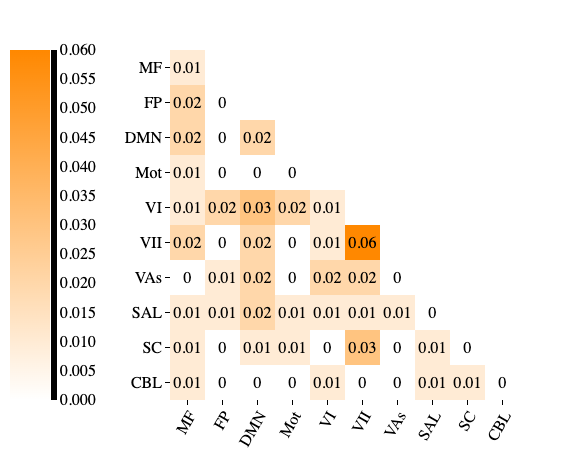 0.060
0.055
0.050
0.045
0.040
0.035
0.030
0.025
0.020
0.015
0.010
0.005
0.000
MF 0.01
FP 0.02 0
DMN 0.02 0 0.02
Mot 0.01 0 0 0
VI 0.01 0.02 0.03 0.02 0.01
VII 0.02 0 0.02 0 0.01 0.06
VAs 0 0.01 0.02 0 0.02 0.02 0
SAL 0.01 0.01 0.02 0.01 0.01 0.01 0.01 0
SC 0.01 0 0.01 0.01 0 0.03 0 0.01 0
CBL 0.01 0 0 0 0.01 0 0 0.01 0.01 0
MF FP DMN Mot VI VII VAs SAL SC CBL